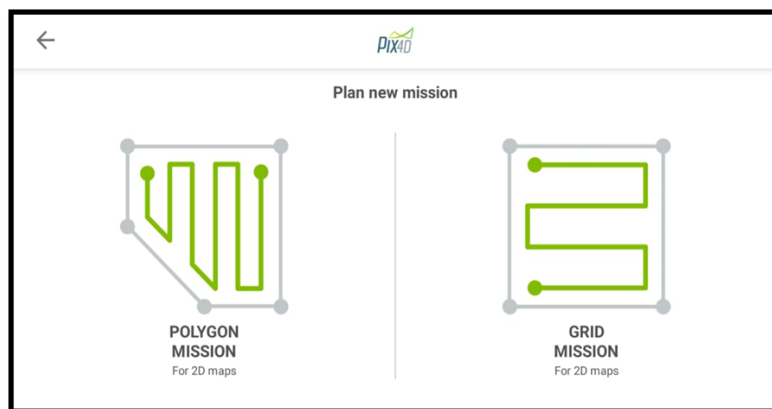 PIX4D
Plan new mission
POLYGON
MISSION
For 2D maps
GRID
MISSION
For 2D maps